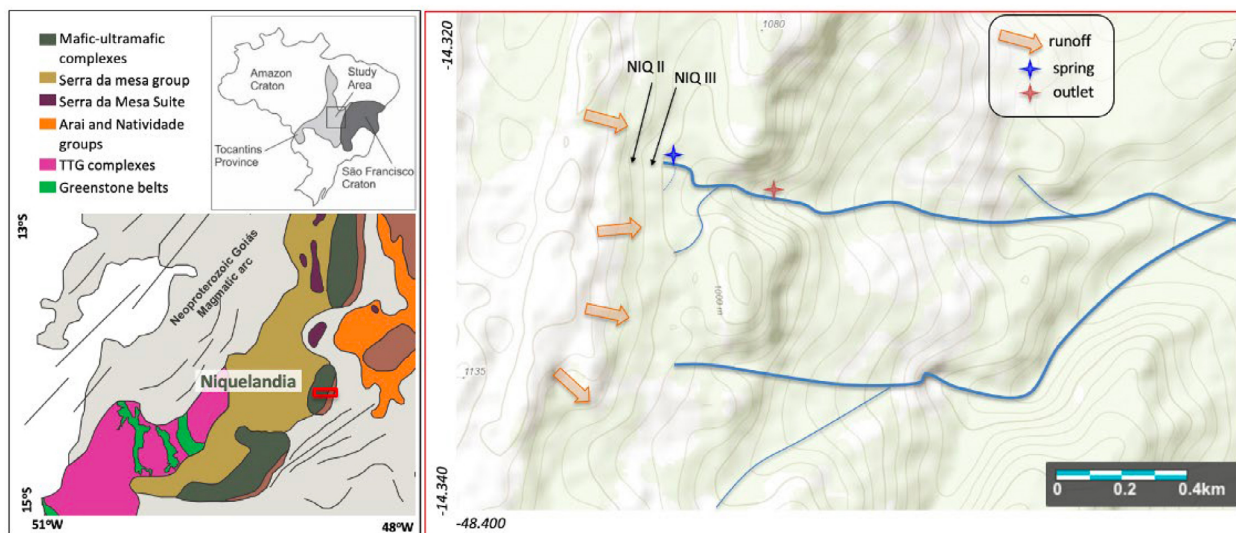 Mafic-ultramafic
complexes
Serra da mesa group
Serra da Mesa Suite
Arai and Natividade
groups
TTG complexes
Greenstone belts
Amazon
Craton
Study
Area
Tocantins
Province
São Francisco
Craton
13°S
Neoproterozoic Goiás
Magmatic arc
Niquelandia
15°S
51°W
48°W
-14.320
1080
NIQ II
NIQ III
runoff
spring
outlet
1000 m
1135
-14.340
-48.400
0 0.2 0.4km